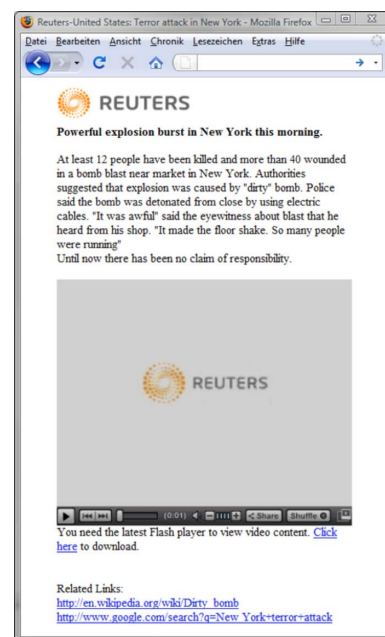 Reuters-United States: Terror attack in New York - Mozilla Firefox
Datei Bearbeiten Ansicht Chronik Lesezeichen Extras Hilfe
REUTERS
Powerful explosion burst in New York this morning.
At least 12 people have been killed and more than 40 wounded
in a bomb blast near market in New York. Authorities
suggested that explosion was caused by "dirty" bomb. Police
said the bomb was detonated from close by using electric
cables. "It was awful" said the eyewitness about blast that he
heard from his shop. "It made the floor shake. So many people
were running"
Until now there has been no claim of responsibility.
REUTERS
(0:01) Share Shuffle
You need the latest Flash player to view video content. Click
here to download.
Related Links:
http://en.wikipedia.org/wiki/Dirty_bomb
http://www.google.com/search?q=New York+terror+attack